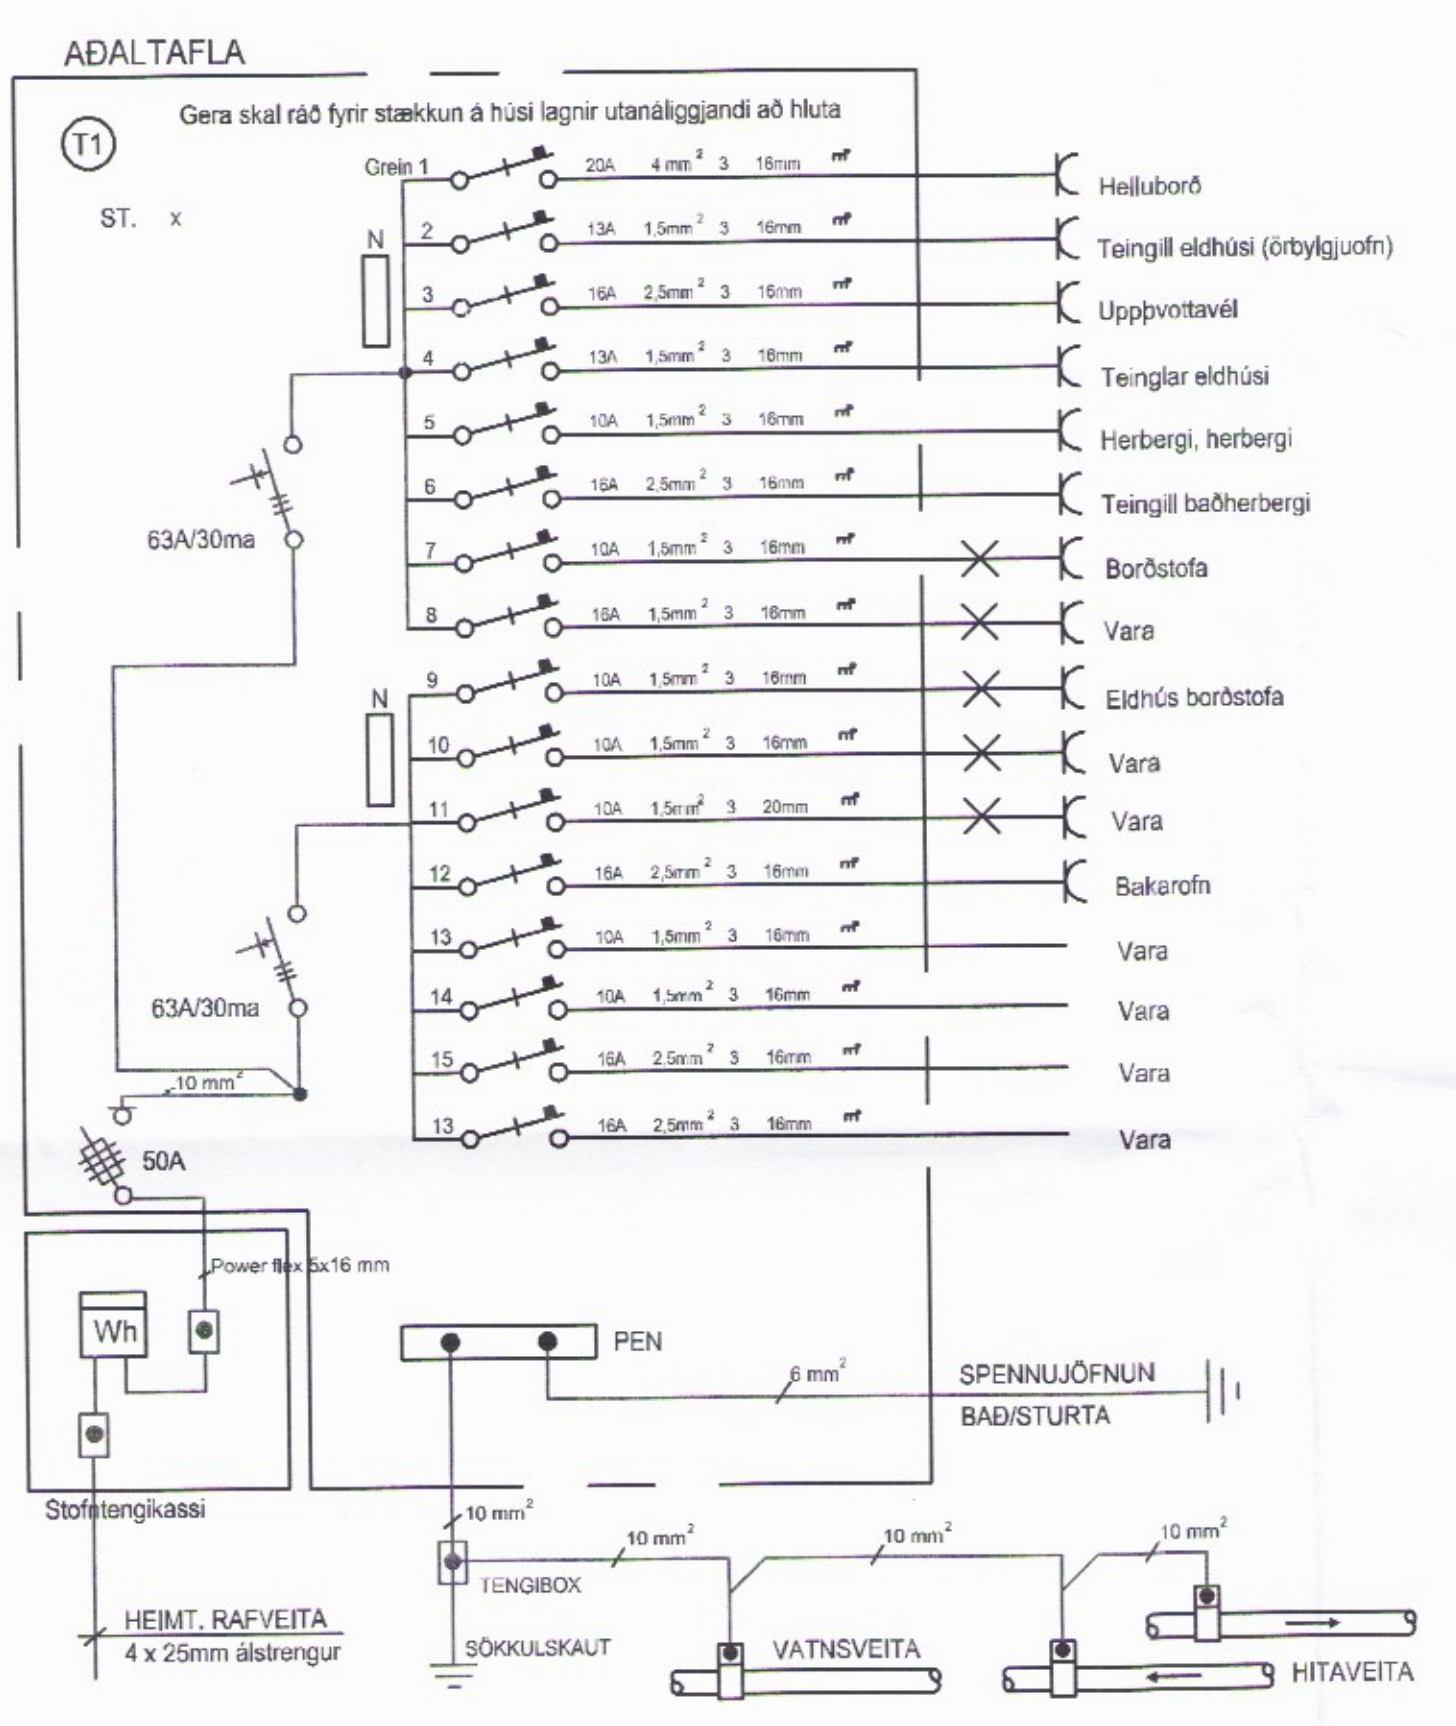 AÐALTAFLA
Gera skal ráð fyrir stækkun á húsi lagnir utanáliggjandi að hluta
T1
ST. x
Grein 1 20A 4 mm² 3 16mm Helluborð
N
2 13A 1,5mm² 3 16mm Teingill eldhúsi (örbylgjuofn)
3 16A 2,5mm² 3 16mm Uppþvottavél
4 13A 1,5mm² 3 16mm Teinglar eldhúsi
5 10A 1,5mm² 3 16mm Herbergi, herbergi
6 16A 2,5mm² 3 16mm Teingill baðherbergi
63A/30ma
7 10A 1,5mm² 3 16mm Borðstofa
8 16A 1,5mm² 3 16mm Vara
9 10A 1,5mm² 3 16mm Eldhús borðstofa
N
10 10A 1,5mm² 3 16mm Vara
11 10A 1,5mm² 3 20mm Vara
12 16A 2,5mm² 3 16mm Bakarofn
13 10A 1,5mm² 3 16mm Vara
63A/30ma
14 10A 1,5mm² 3 16mm Vara
15 16A 2,5mm² 3 16mm Vara
10 mm²
13 16A 2,5mm² 3 16mm Vara
50A
Power flex 5x16 mm
Wh
PEN
6 mm²
SPENNUJÖFNUN
BAÐ/STURTA
Stofntengikassi
10 mm²
10 mm²
10 mm²
10 mm²
TENGIBOX
HEIMT. RAFVEITA
4 x 25mm álstrengur
SÖKKULSKAUT
VATNSVEITA
HITAVEITA